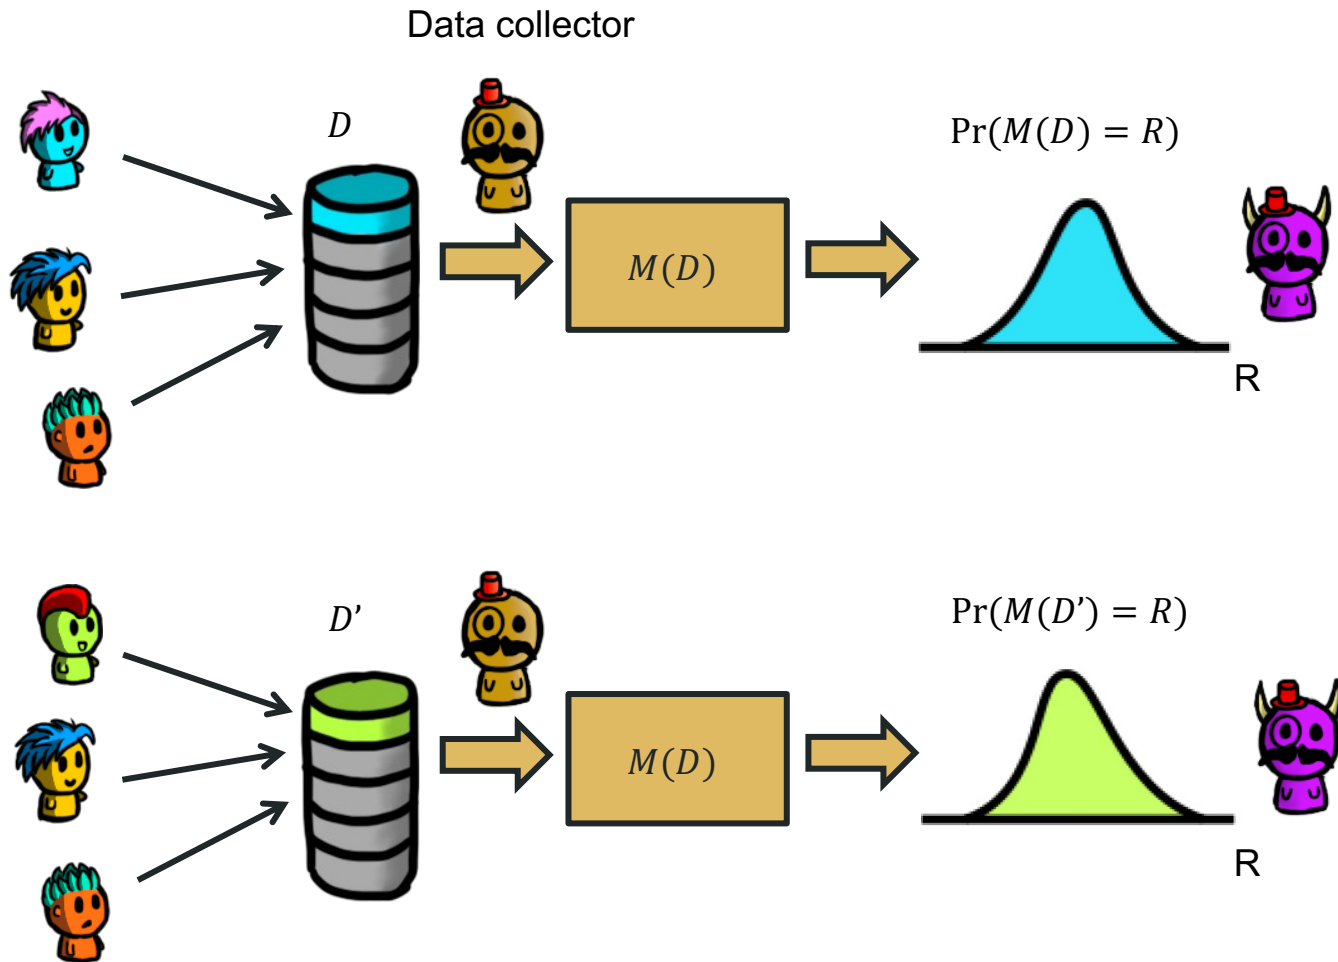 Data collector
D
Pr(M(D) = R)
M(D)
R
D’
Pr(M(D’) = R)
M(D)
R